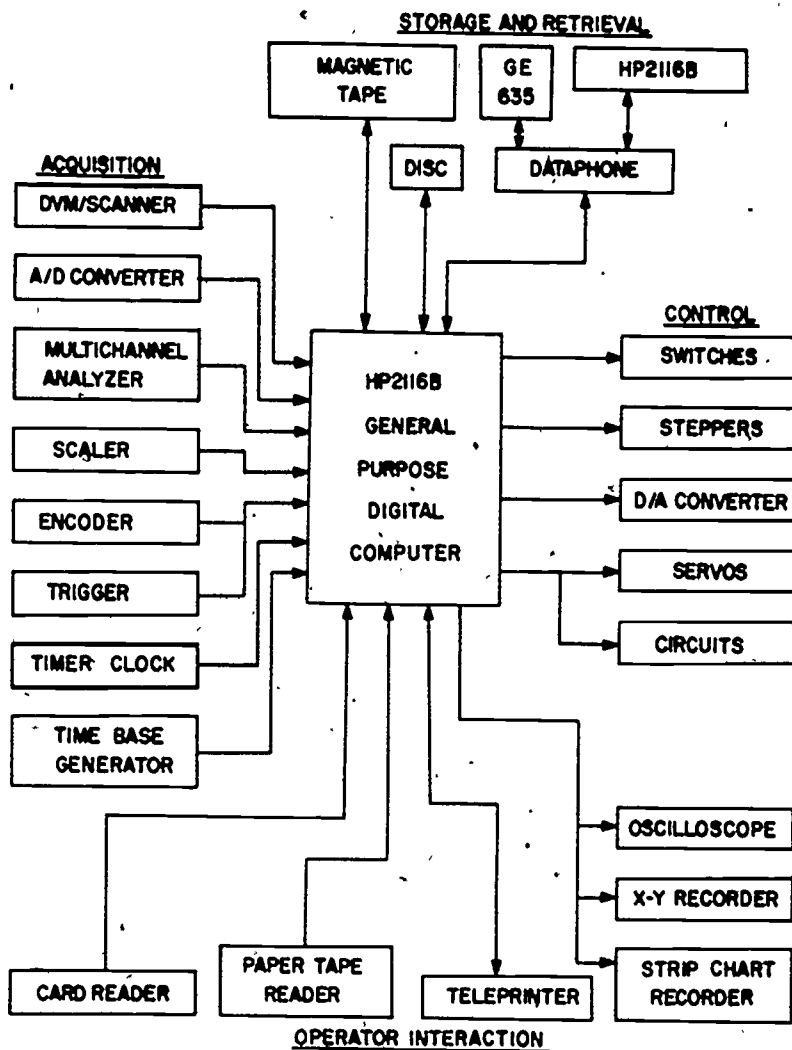 STORAGE AND RETRIEVAL
MAGNETIC
TAPE
GE
635
HP2116B
DISC
DATAPHONE
ACQUISITION
DVM/SCANNER
A/D CONVERTER
MULTICHANNEL
ANALYZER
SCALER
ENCODER
TRIGGER
TIMER CLOCK
TIME BASE
GENERATOR
HP2116B
GENERAL
PURPOSE
DIGITAL
COMPUTER
CONTROL
SWITCHES
STEPPERS
D/A CONVERTER
SERVOS
CIRCUITS
OSCILLOSCOPE
X-Y RECORDER
STRIP CHART
RECORDER
CARD READER
PAPER TAPE
READER
TELEPRINTER
OPERATOR INTERACTION